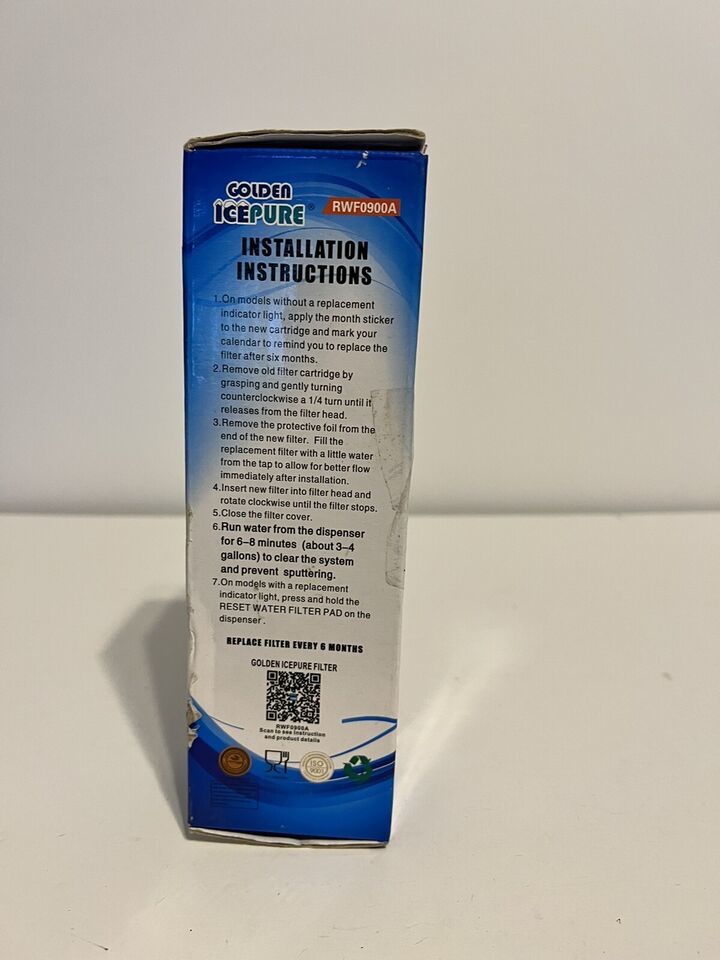 GOLDEN
ICEPURE®
RWF0900A
INSTALLATION
INSTRUCTIONS
1.On models without a replacement
indicator light, apply the month sticker
to the new cartridge and mark your
calendar to remind you to replace the
filter after six months.
2.Remove old filter cartridge by
grasping and gently turning
counterclockwise a 1/4 turn until it
releases from the filter head.
3.Remove the protective foil from the
end of the new filter. Fill the
replacement filter with a little water
from the tap to allow for better flow
immediately after installation.
4.Insert new filter into filter head and
rotate clockwise until the filter stops.
5.Close the filter cover.
6.Run water from the dispenser
for 6–8 minutes (about 3–4
gallons) to clear the system
and prevent sputtering.
7.On models with a replacement
indicator light, press and hold the
RESET WATER FILTER PAD on the
dispenser.
REPLACE FILTER EVERY 6 MONTHS
GOLDEN ICEPURE FILTER
RWF0900A
Scan to see instruction
and product details
ISO
9001